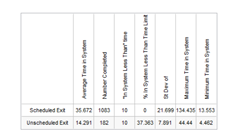 Average Time in System
Number Completed
"In System Less Than" time
% In System Less Than Time Limit
St Dev of
Maximum Time in System
Minimum Time in System
Scheduled Exit 35.672 1083 10 0 21.699 134.435 13.553
Unscheduled Exit 14.291 182 10 37.363 7.891 44.44 4.462